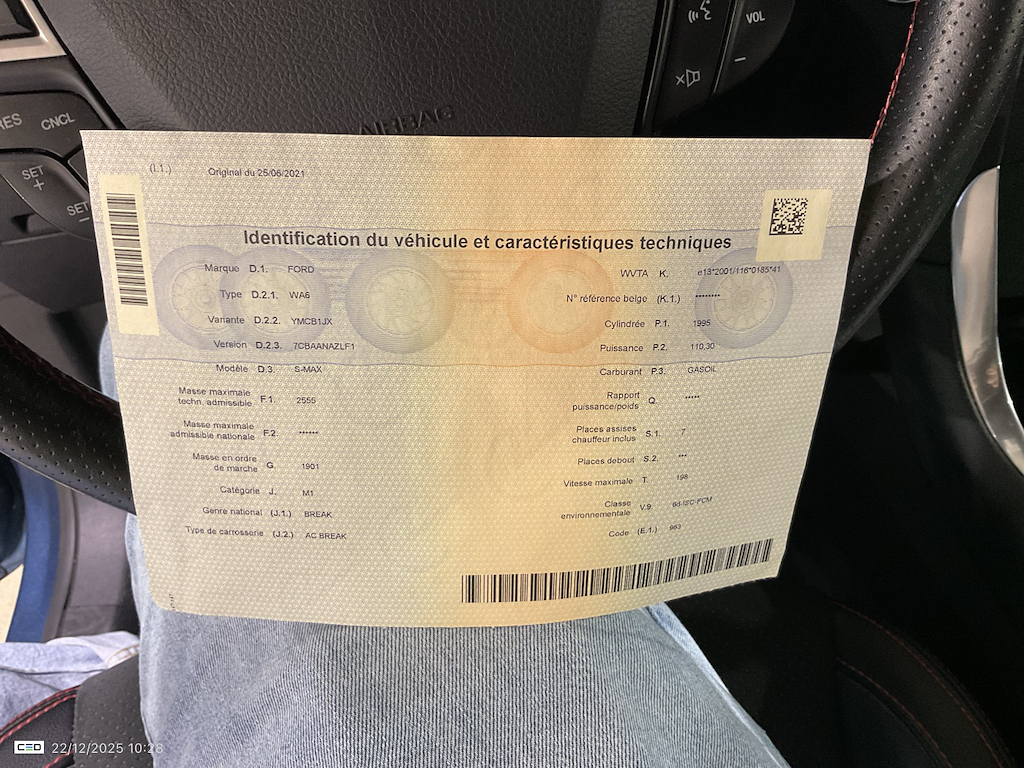 VOL
RES
CNCL
SET
+
SET
AIRBAG
(I.1.) Original du 25/06/2021
Identification du véhicule et caractéristiques techniques
Marque D.1. FORD
Type D.2.1. WA6
Variante D.2.2. YMCB1JX
Version D.2.3. 7CBAANAZLF1
Modèle D.3. S-MAX
Masse maximale
techn. admissible F.1. 2555
Masse maximale
admissible nationale F.2. ******
Masse en ordre
de marche G. 1901
Catégorie J. M1
Genre national (J.1.) BREAK
Type de carrosserie (J.2.) AC BREAK
WVTA K. e13*2001/116*0185*41
N° référence belge (K.1.) ********
Cylindrée P.1. 1995
Puissance P.2. 110,30
Carburant P.3. GASOIL
Rapport
puissance/poids Q. *****
Places assises
chauffeur inclus S.1. 7
Places debout S.2. ***
Vitesse maximale T. 198
Classe
environnementale V.9. 6d-ISC-FCM
Code (E.1.) 963
CEO 22/12/2025 10:28